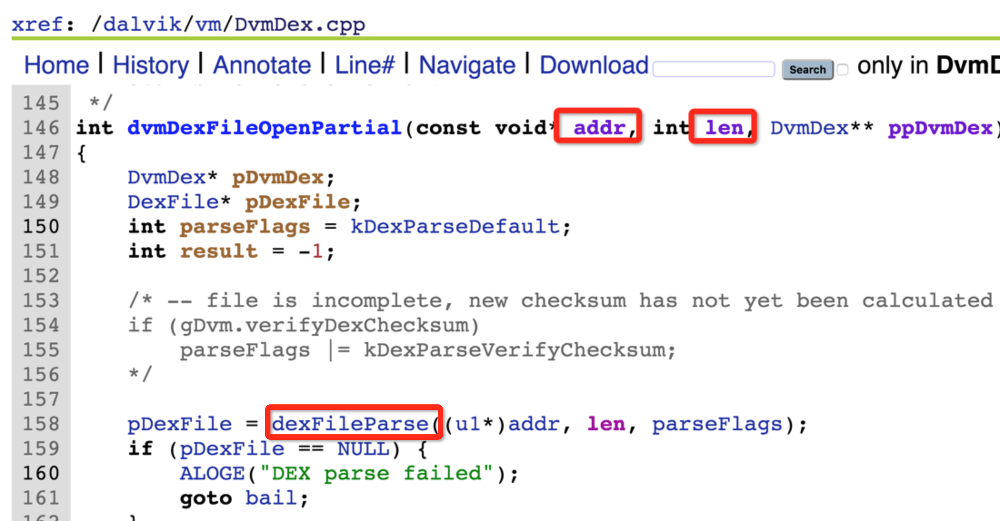 xref: /dalvik/vm/DvmDex.cpp
Home | History | Annotate | Line# | Navigate | Download Search only in DvmD
145 */
146 int dvmDexFileOpenPartial(const void* addr, int len, DvmDex** ppDvmDex)
147 {
148 DvmDex* pDvmDex;
149 DexFile* pDexFile;
150 int parseFlags = kDexParseDefault;
151 int result = -1;
152
153 /* -- file is incomplete, new checksum has not yet been calculated
154 if (gDvm.verifyDexChecksum)
155 parseFlags |= kDexParseVerifyChecksum;
156 */
157
158 pDexFile = dexFileParse((u1*)addr, len, parseFlags);
159 if (pDexFile == NULL) {
160 ALOGE("DEX parse failed");
161 goto bail;
162 }